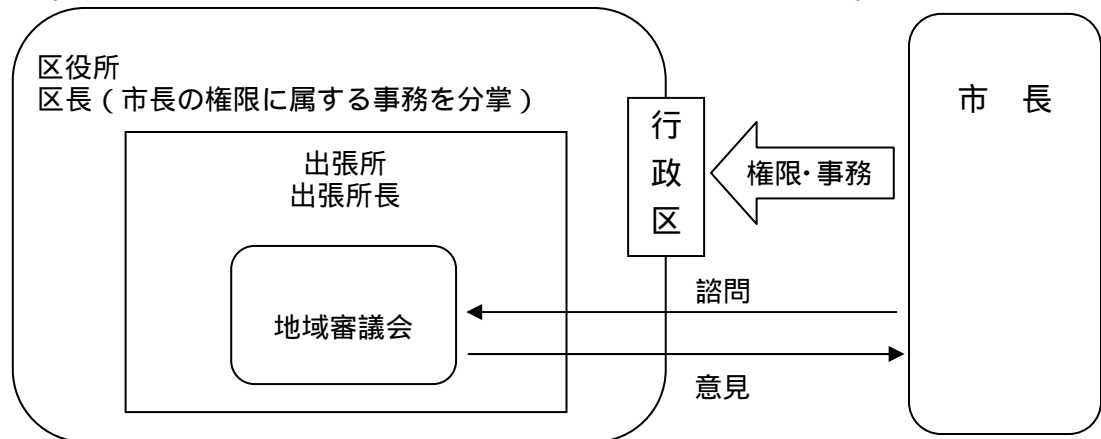 区役所
区長（市長の権限に属する事務を分掌）
出張所
出張所長
地域審議会
行政区
権限・事務
市　長
諮問
意見